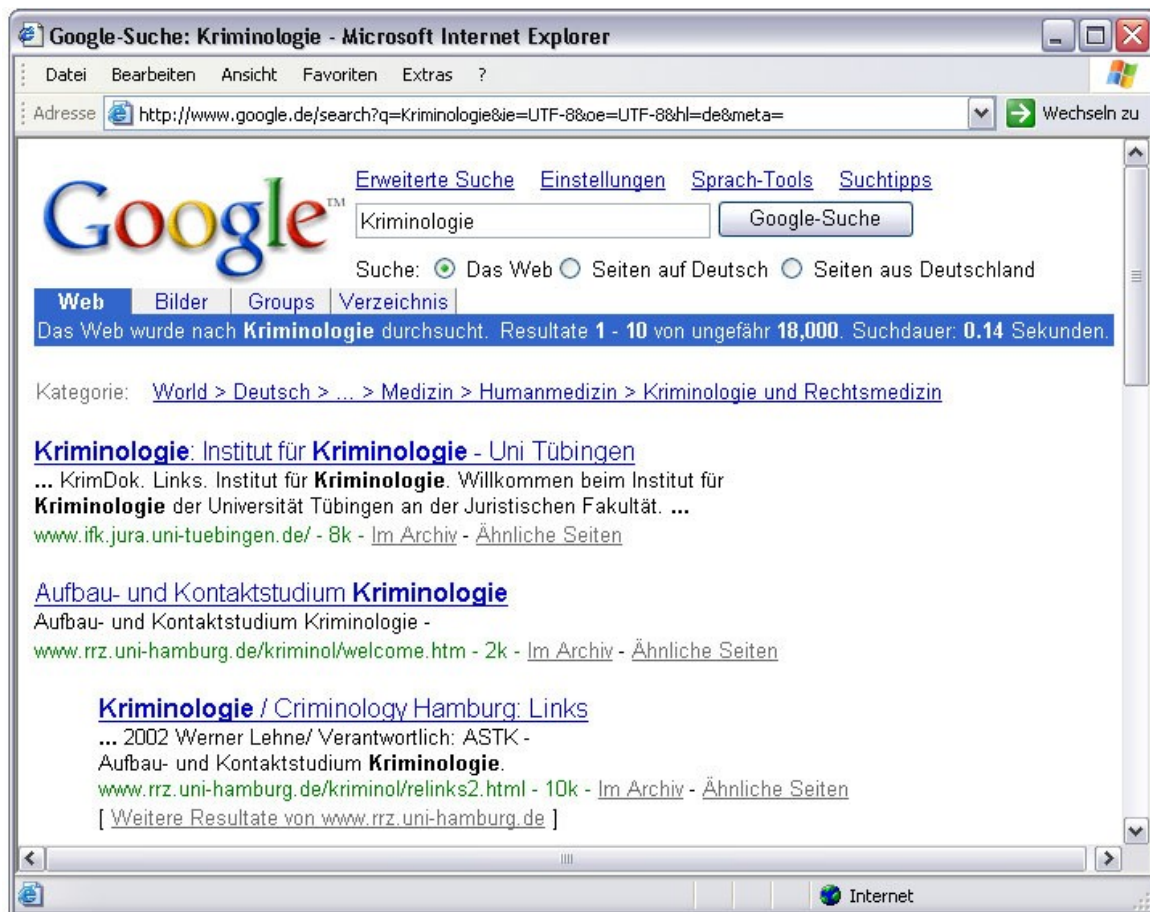 Google-Suche: Kriminologie - Microsoft Internet Explorer
Datei Bearbeiten Ansicht Favoriten Extras ?
Adresse http://www.google.de/search?q=Kriminologie&ie=UTF-8&oe=UTF-8&hl=de&meta= Wechseln zu
Erweiterte Suche Einstellungen Sprach-Tools Suchtipps
Google™ Kriminologie Google-Suche
Suche: Das Web Seiten auf Deutsch Seiten aus Deutschland
Web Bilder Groups Verzeichnis
Das Web wurde nach Kriminologie durchsucht. Resultate 1 - 10 von ungefähr 18,000. Suchdauer: 0.14 Sekunden.
Kategorie: World > Deutsch > ... > Medizin > Humanmedizin > Kriminologie und Rechtsmedizin
Kriminologie: Institut für Kriminologie - Uni Tübingen
... KrimDok. Links. Institut für Kriminologie. Willkommen beim Institut für
Kriminologie der Universität Tübingen an der Juristischen Fakultät. ...
www.ifk.jura.uni-tuebingen.de/ - 8k - Im Archiv - Ähnliche Seiten
Aufbau- und Kontaktstudium Kriminologie
Aufbau- und Kontaktstudium Kriminologie -
www.rrz.uni-hamburg.de/kriminol/welcome.htm - 2k - Im Archiv - Ähnliche Seiten
Kriminologie / Criminology Hamburg: Links
... 2002 Werner Lehne/ Verantwortlich: ASTK -
Aufbau- und Kontaktstudium Kriminologie.
www.rrz.uni-hamburg.de/kriminol/relinks2.html - 10k - Im Archiv - Ähnliche Seiten
[ Weitere Resultate von www.rrz.uni-hamburg.de ]
Internet